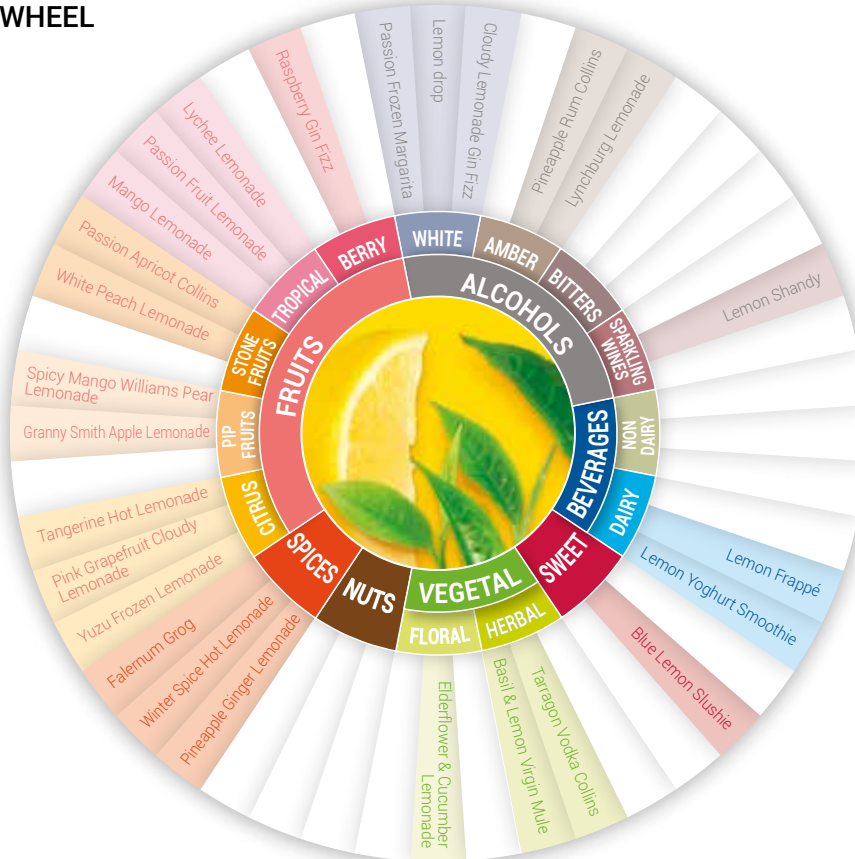 WHEEL
Passion Frozen Margarita
Lemon drop
Cloudy Lemonade Gin Fizz
Pineapple Rum Collins
Lynchburg Lemonade
Lemon Shandy
Lemon Frappé
Lemon Yoghurt Smoothie
Blue Lemon Slushie
Tarragon Vodka Collins
Basil & Lemon Virgin Mule
Elderflower & Cucumber
Lemonade
Pineapple Ginger Lemonade
Winter Spice Hot Lemonade
Falernum Grog
Yuzu Frozen Lemonade
Pink Grapefruit Cloudy
Lemonade
Tangerine Hot Lemonade
Granny Smith Apple Lemonade
Spicy Mango Williams Pear
Lemonade
White Peach Lemonade
Passion Apricot Collins
Mango Lemonade
Passion Fruit Lemonade
Lychee Lemonade
Raspberry Gin Fizz
WHITE
AMBER
BITTERS
SPARKLING
WINES
NON
DAIRY
DAIRY
SWEET
HERBAL
FLORAL
NUTS
SPICES
CITRUS
PIP
FRUITS
STONE
FRUITS
TROPICAL
BERRY
ALCOHOLS
BEVERAGES
VEGETAL
FRUITS